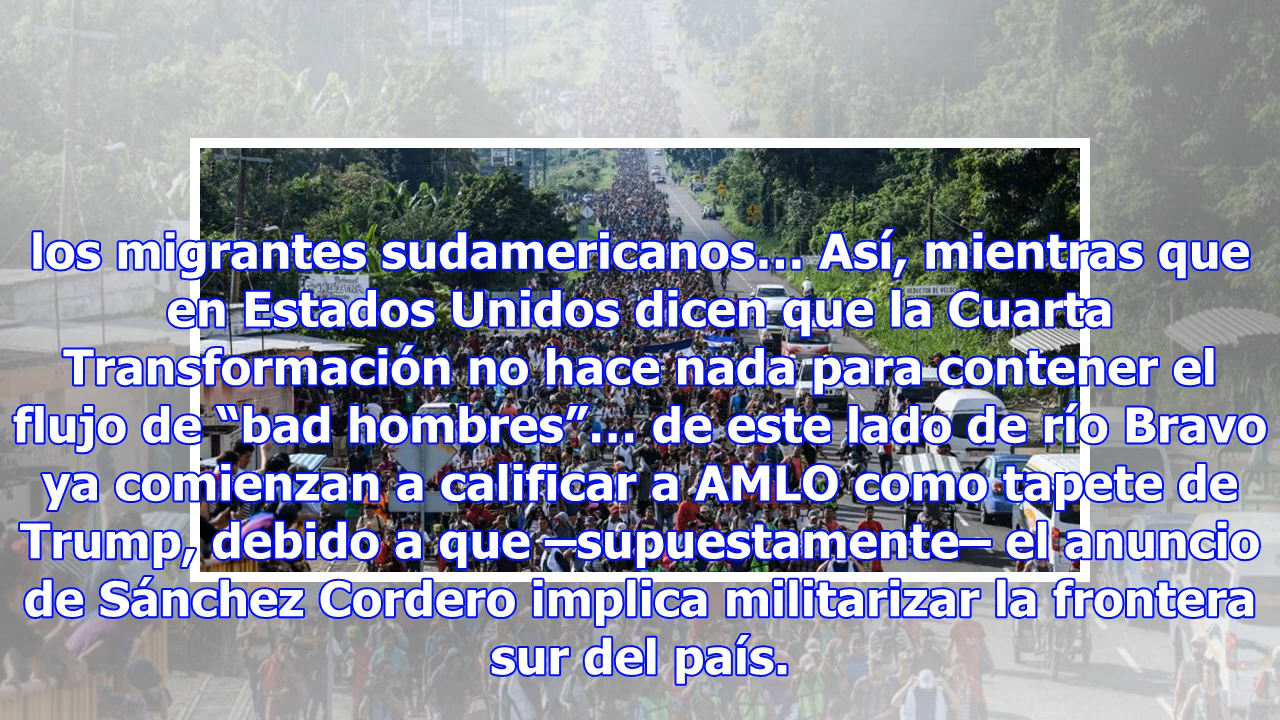 los migrantes sudamericanos... Así, mientras que
en Estados Unidos dicen que la Cuarta
Transformación no hace nada para contener el
flujo de “bad hombres”... de este lado de río Bravo
ya comienzan a calificar a AMLO como tapete de
Trump, debido a que –supuestamente– el anuncio
de Sánchez Cordero implica militarizar la frontera
sur del país.